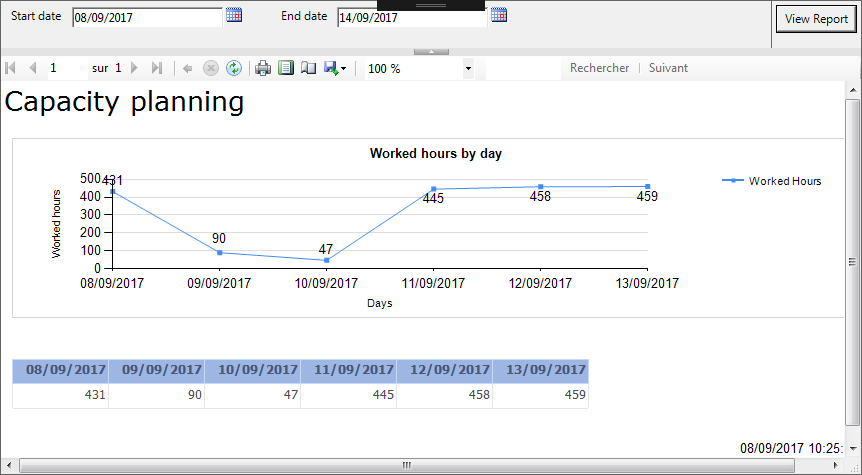 Start date 08/09/2017 End date 14/09/2017 View Report
1 sur 1 100 % Rechercher Suivant
Capacity planning
Worked hours by day
Worked hours
500
400
300
200
100
0
431
90
47
445
458
459
Worked Hours
08/09/2017 09/09/2017 10/09/2017 11/09/2017 12/09/2017 13/09/2017
Days
08/09/2017 09/09/2017 10/09/2017 11/09/2017 12/09/2017 13/09/2017
431 90 47 445 458 459
08/09/2017 10:25: